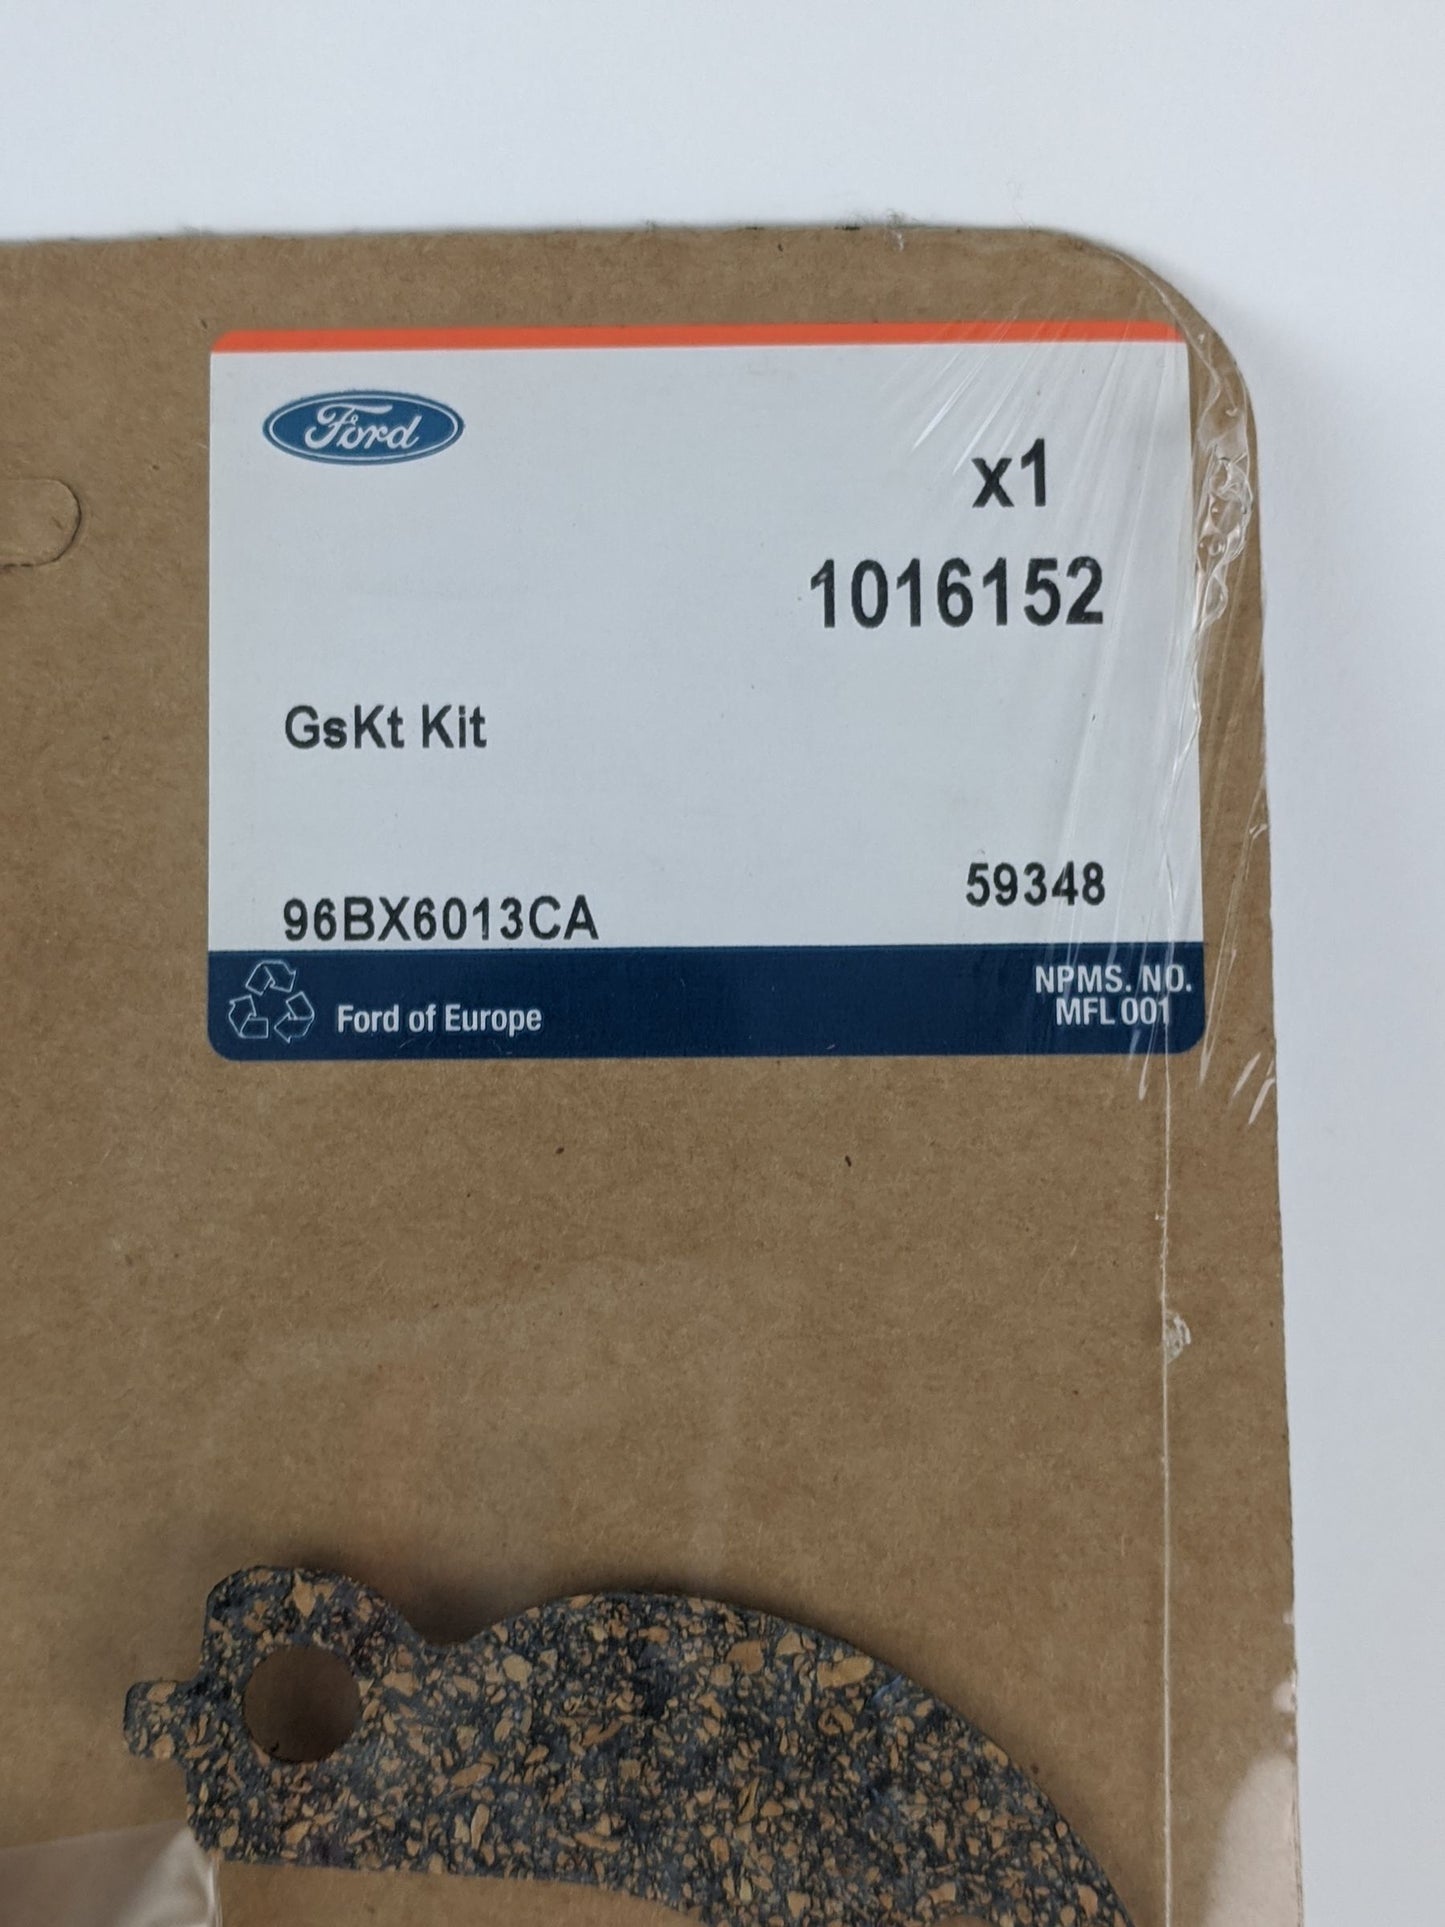 Ford
x1
1016152
GsKt Kit
59348
96BX6013CA
Ford of Europe
NPMS. NO.
MFL 001